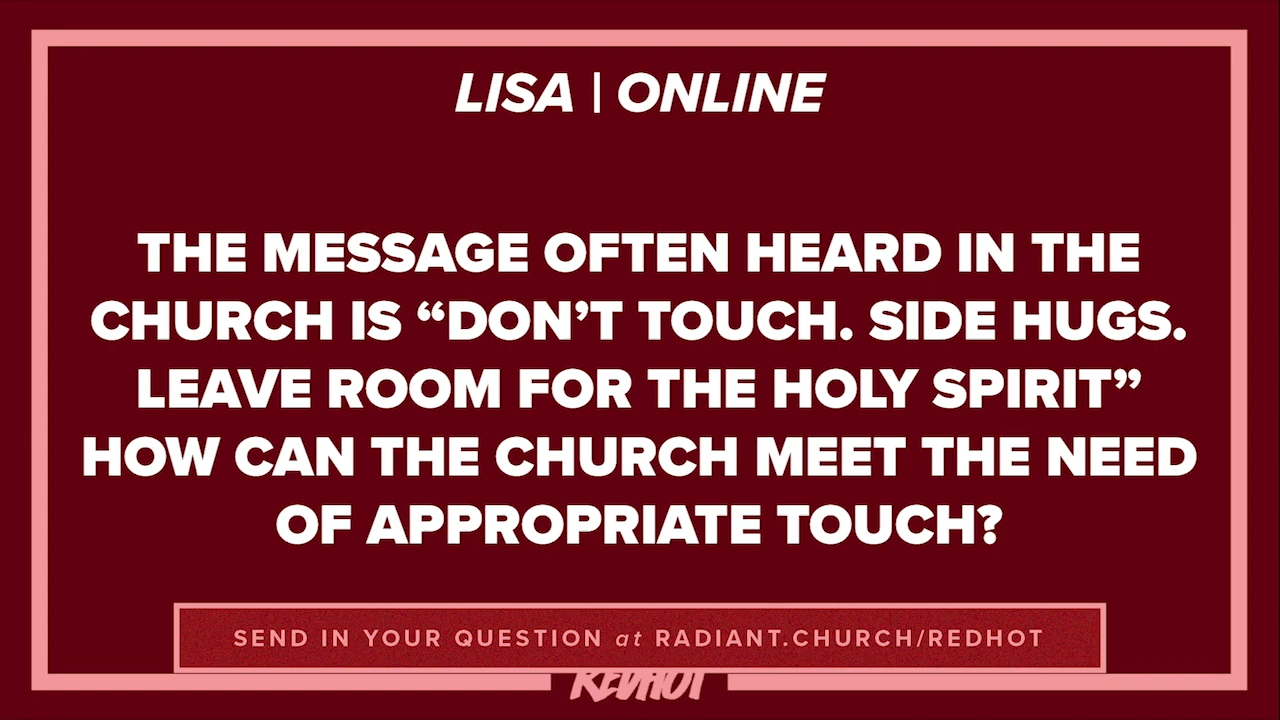 LISA | ONLINE
THE MESSAGE OFTEN HEARD IN THE
CHURCH IS “DON’T TOUCH. SIDE HUGS.
LEAVE ROOM FOR THE HOLY SPIRIT”
HOW CAN THE CHURCH MEET THE NEED
OF APPROPRIATE TOUCH?
SEND IN YOUR QUESTION at RADIANT.CHURCH/REDHOT
REDHOT